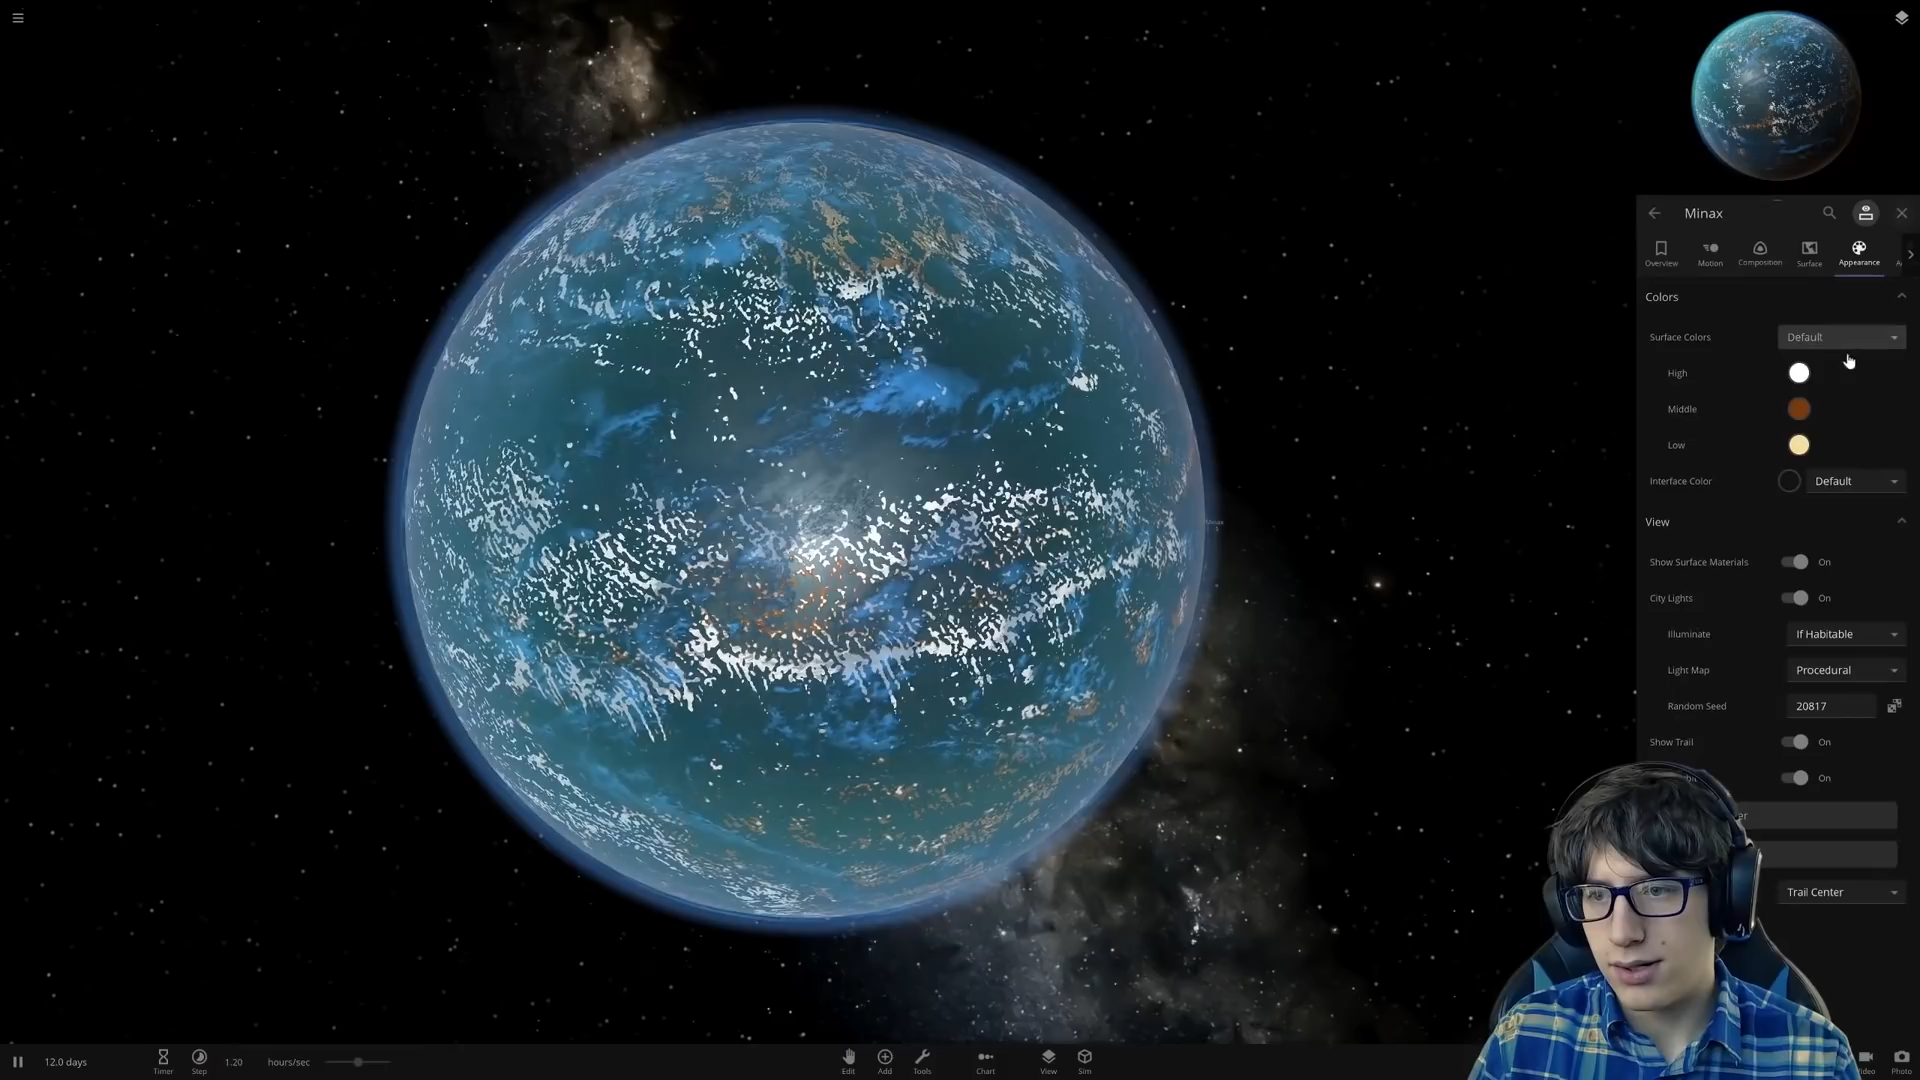 Minax
Overview
Motion
Composition
Surface
Appearance
Colors
Surface Colors
Default
High
Middle
Low
Interface Color
Default
View
Show Surface Materials
On
City Lights
On
Illuminate
If Habitable
Light Map
Procedural
Random Seed
20817
Show Trail
On
On
er
Trail Center
Minax
12.0 days
Timer
Step
1.20
hours/sec
Edit
Add
Tools
Chart
View
Sim
Photo